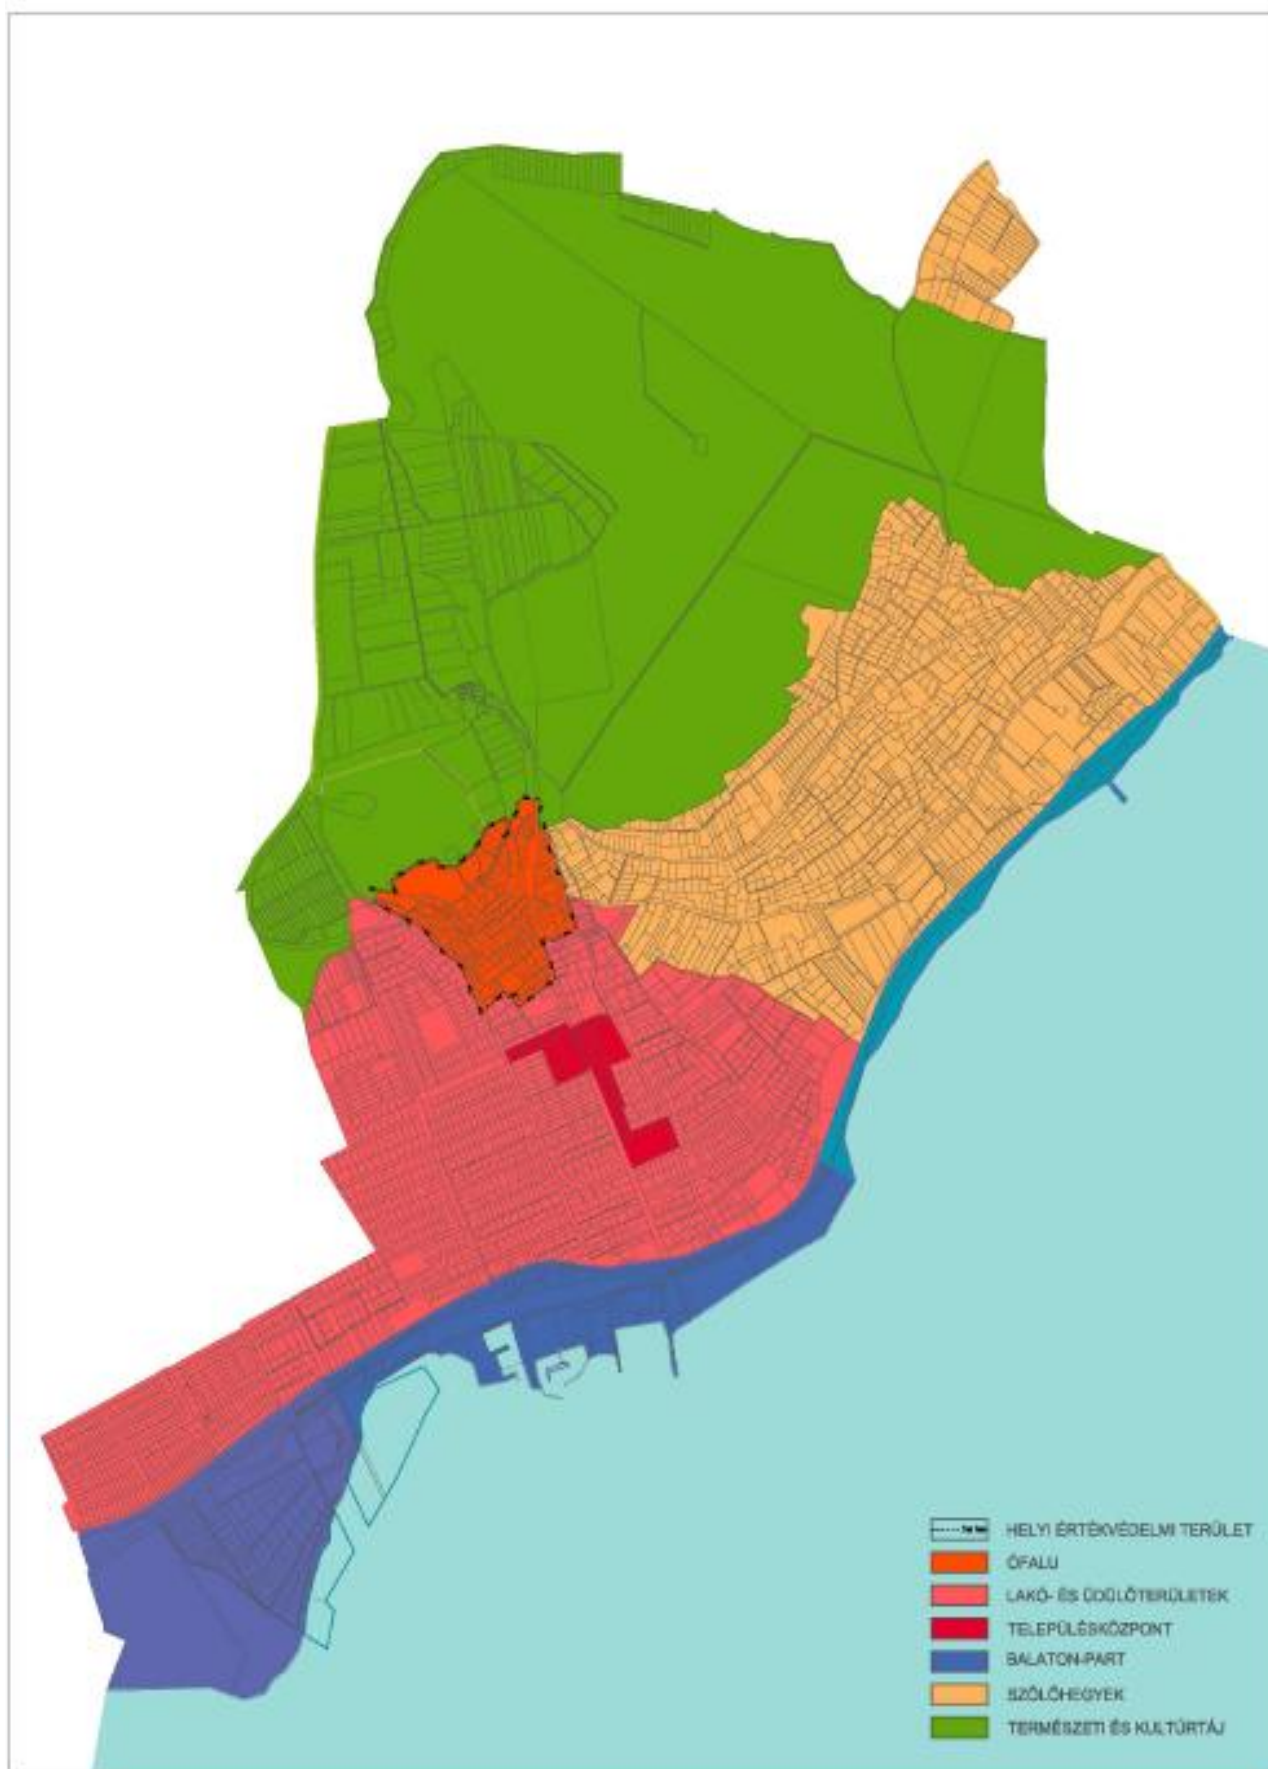 HELYI ÉRTÉKVÉDELMI TERÜLET
ÓFALU
LAKÓ- ÉS ÜDÜLŐTERÜLETEK
TELEPÜLÉSKÖZPONT
BALATON-PART
SZŐLŐHEGYEK
TERMÉSZETI ÉS KULTÚRTÁJ